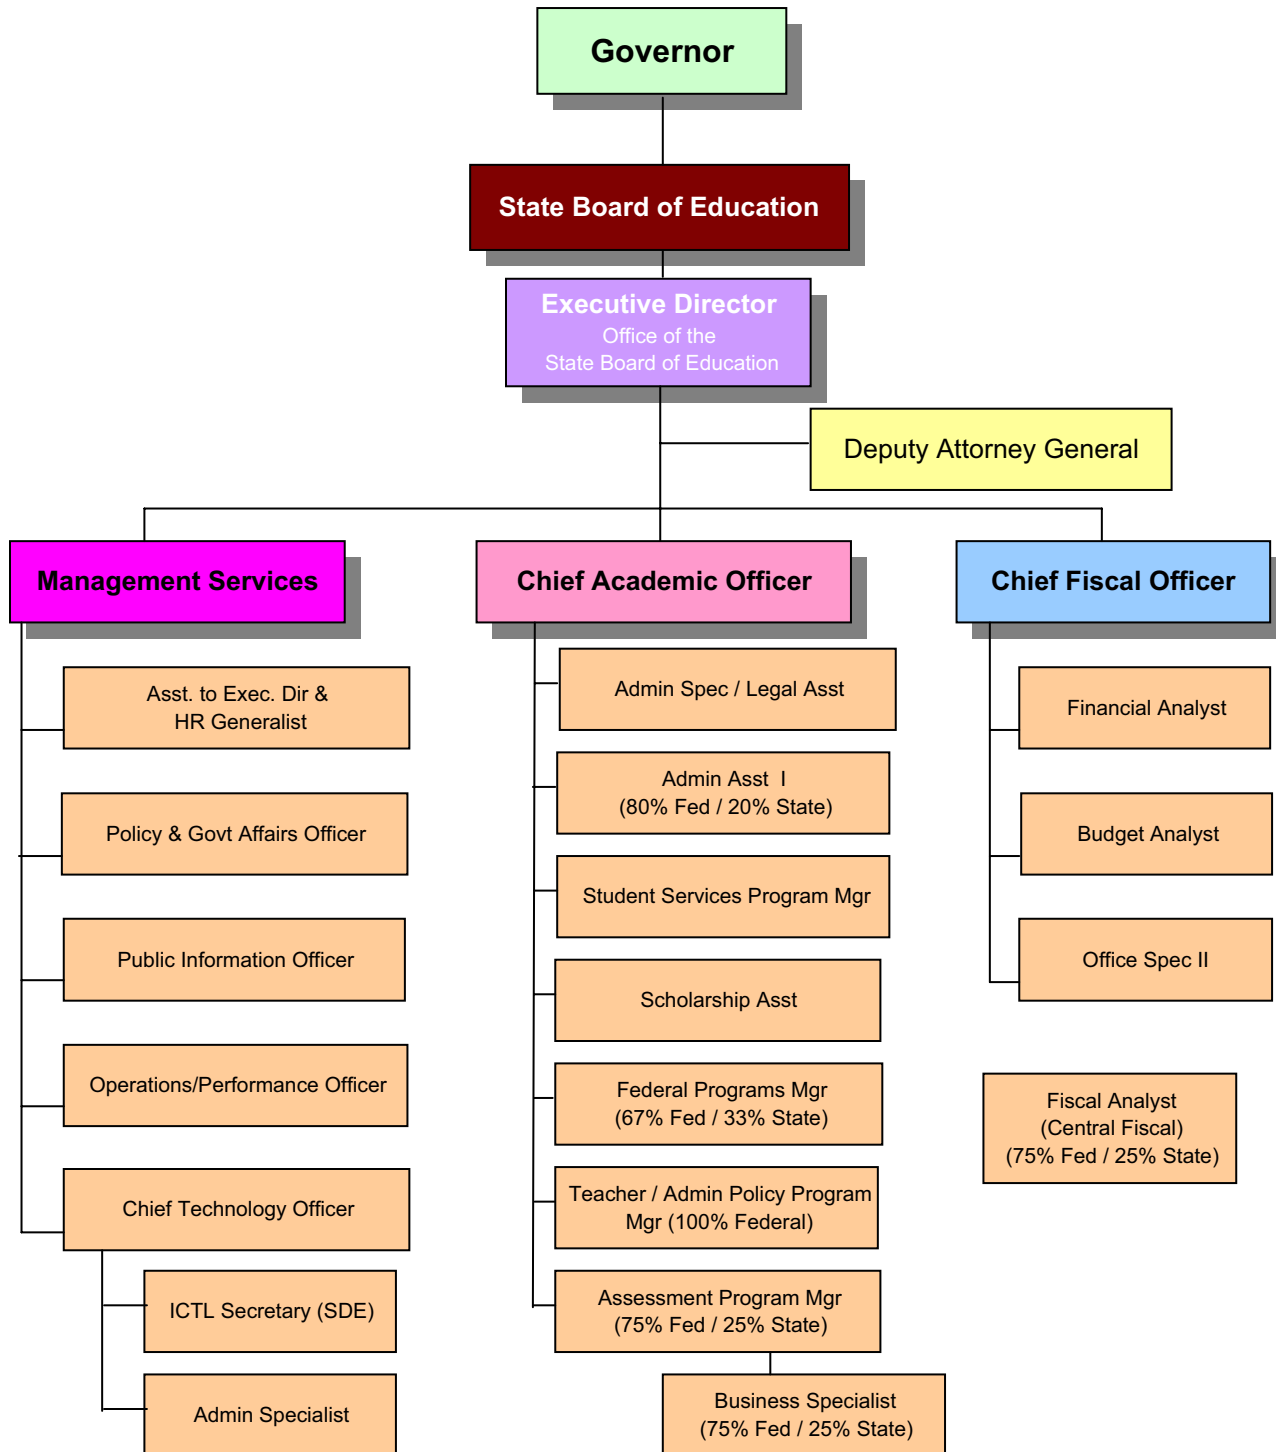 Governor
State Board of Education
Executive Director
Office of the
State Board of Education
Deputy Attorney General
Management Services
Asst. to Exec. Dir &
HR Generalist
Policy & Govt Affairs Officer
Public Information Officer
Operations/Performance Officer
Chief Technology Officer
ICTL Secretary (SDE)
Admin Specialist
Chief Academic Officer
Admin Spec / Legal Asst
Admin Asst I
(80% Fed / 20% State)
Student Services Program Mgr
Scholarship Asst
Federal Programs Mgr
(67% Fed / 33% State)
Teacher / Admin Policy Program
Mgr (100% Federal)
Assessment Program Mgr
(75% Fed / 25% State)
Business Specialist
(75% Fed / 25% State)
Chief Fiscal Officer
Financial Analyst
Budget Analyst
Office Spec II
Fiscal Analyst
(Central Fiscal)
(75% Fed / 25% State)